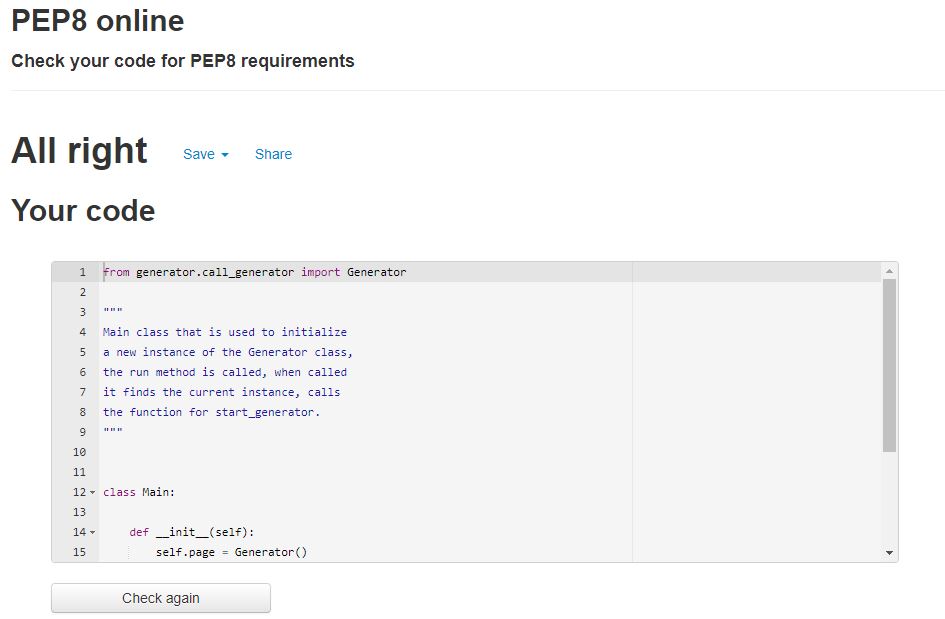 PEP8 online
Check your code for PEP8 requirements
All right Save Share
Your code
1 from generator.call_generator import Generator
2
3 """
4 Main class that is used to initialize
5 a new instance of the Generator class,
6 the run method is called, when called
7 it finds the current instance, calls
8 the function for start_generator.
9 """
10
11
12 class Main:
13
14     def __init__(self):
15         self.page = Generator()
Check again